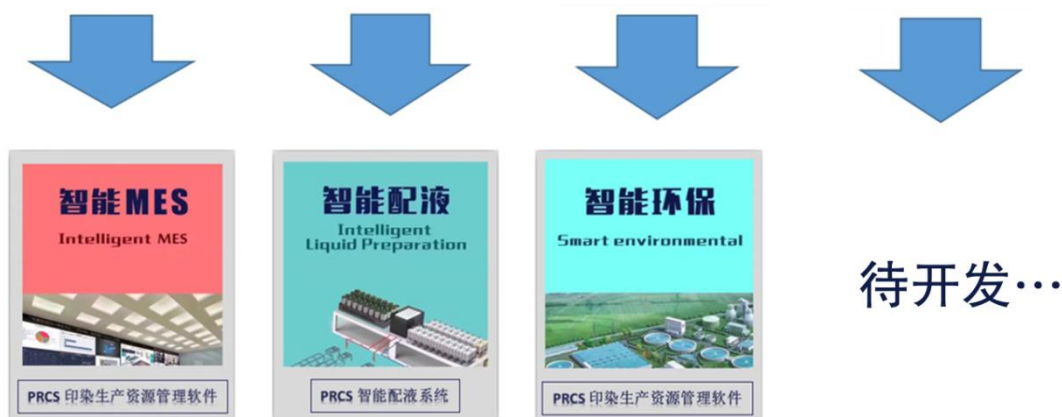 智能MES
Intelligent MES
PRCS 印染生产资源管理软件
智能配液
Intelligent
Liquid Preparation
PRCS 智能配液系统
智能环保
Smart environmental
PRCS 印染生产资源管理软件
待开发…